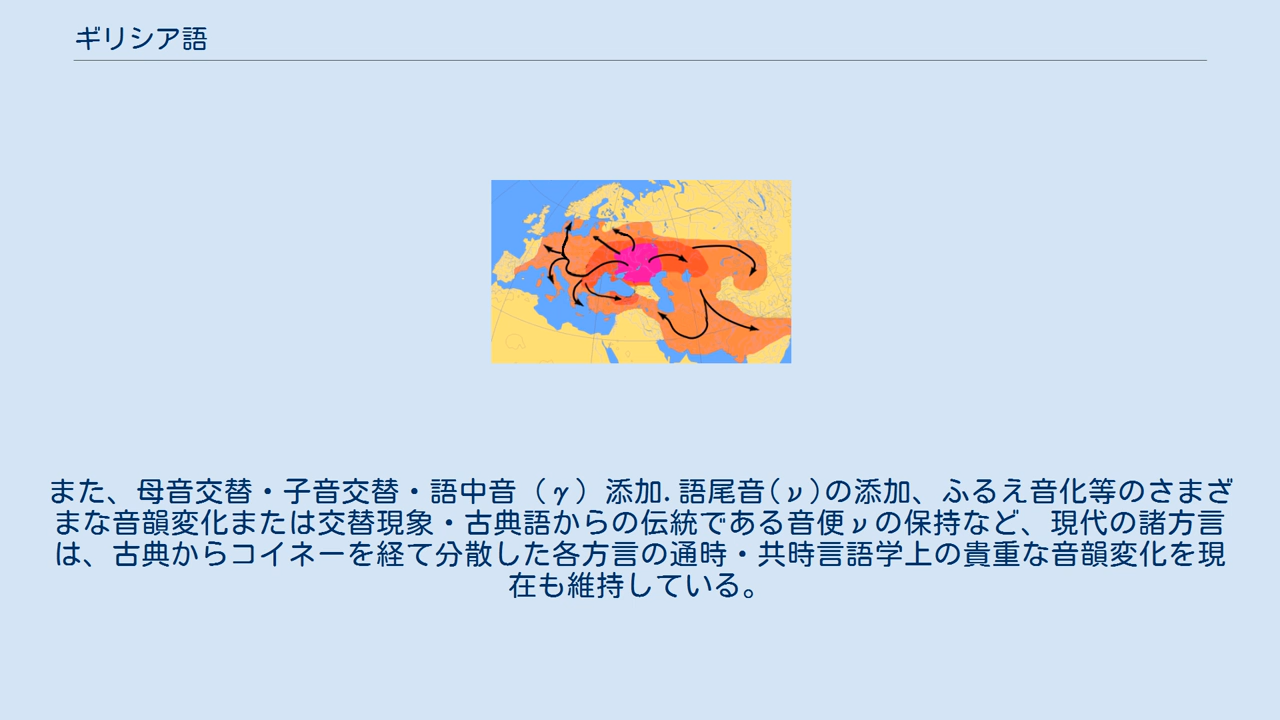 ギリシア語
また、母音交替・子音交替・語中音（γ）添加. 語尾音(ν)の添加、ふるえ音化等のさまざ
まな音韻変化または交替現象・古典語からの伝統である音便νの保持など、現代の諸方言
は、古典からコイネーを経て分散した各方言の通時・共時言語学上の貴重な音韻変化を現
在も維持している。